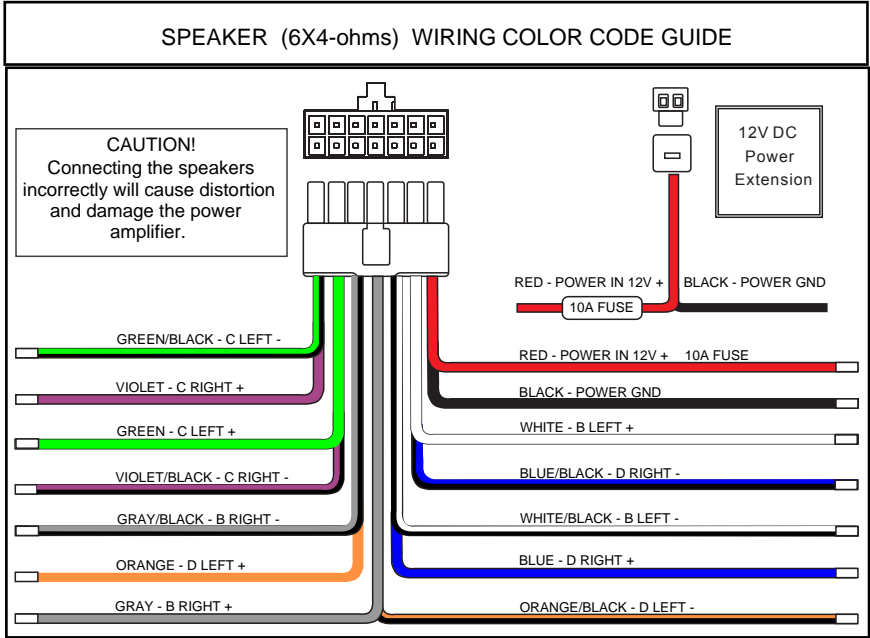 SPEAKER (6X4-ohms) WIRING COLOR CODE GUIDE
CAUTION!
Connecting the speakers
incorrectly will cause distortion
and damage the power
amplifier.
12V DC
Power
Extension
RED - POWER IN 12V +
BLACK - POWER GND
10A FUSE
GREEN/BLACK - C LEFT -
VIOLET - C RIGHT +
GREEN - C LEFT +
VIOLET/BLACK - C RIGHT -
GRAY/BLACK - B RIGHT -
ORANGE - D LEFT +
GRAY - B RIGHT +
RED - POWER IN 12V + 10A FUSE
BLACK - POWER GND
WHITE - B LEFT +
BLUE/BLACK - D RIGHT -
WHITE/BLACK - B LEFT -
BLUE - D RIGHT +
ORANGE/BLACK - D LEFT -